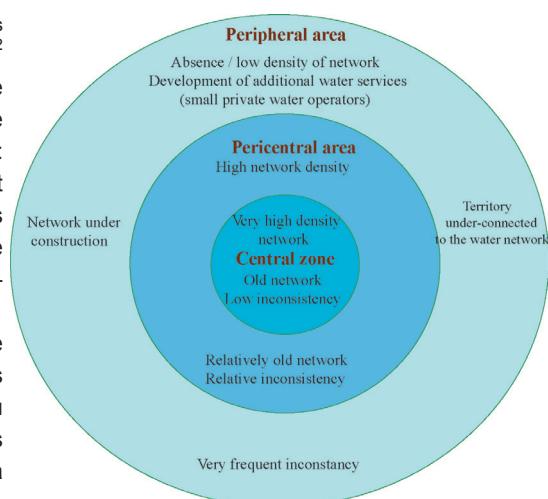 Peripheral area
Absence / low density of network
Development of additional water services
(small private water operators)
Pericentral area
High network density
Network under
construction
Very high density
network
Central zone
Old network
Low inconsistency
Territory
under-connected
to the water network
Relatively old network
Relative inconsistency
Very frequent inconstancy